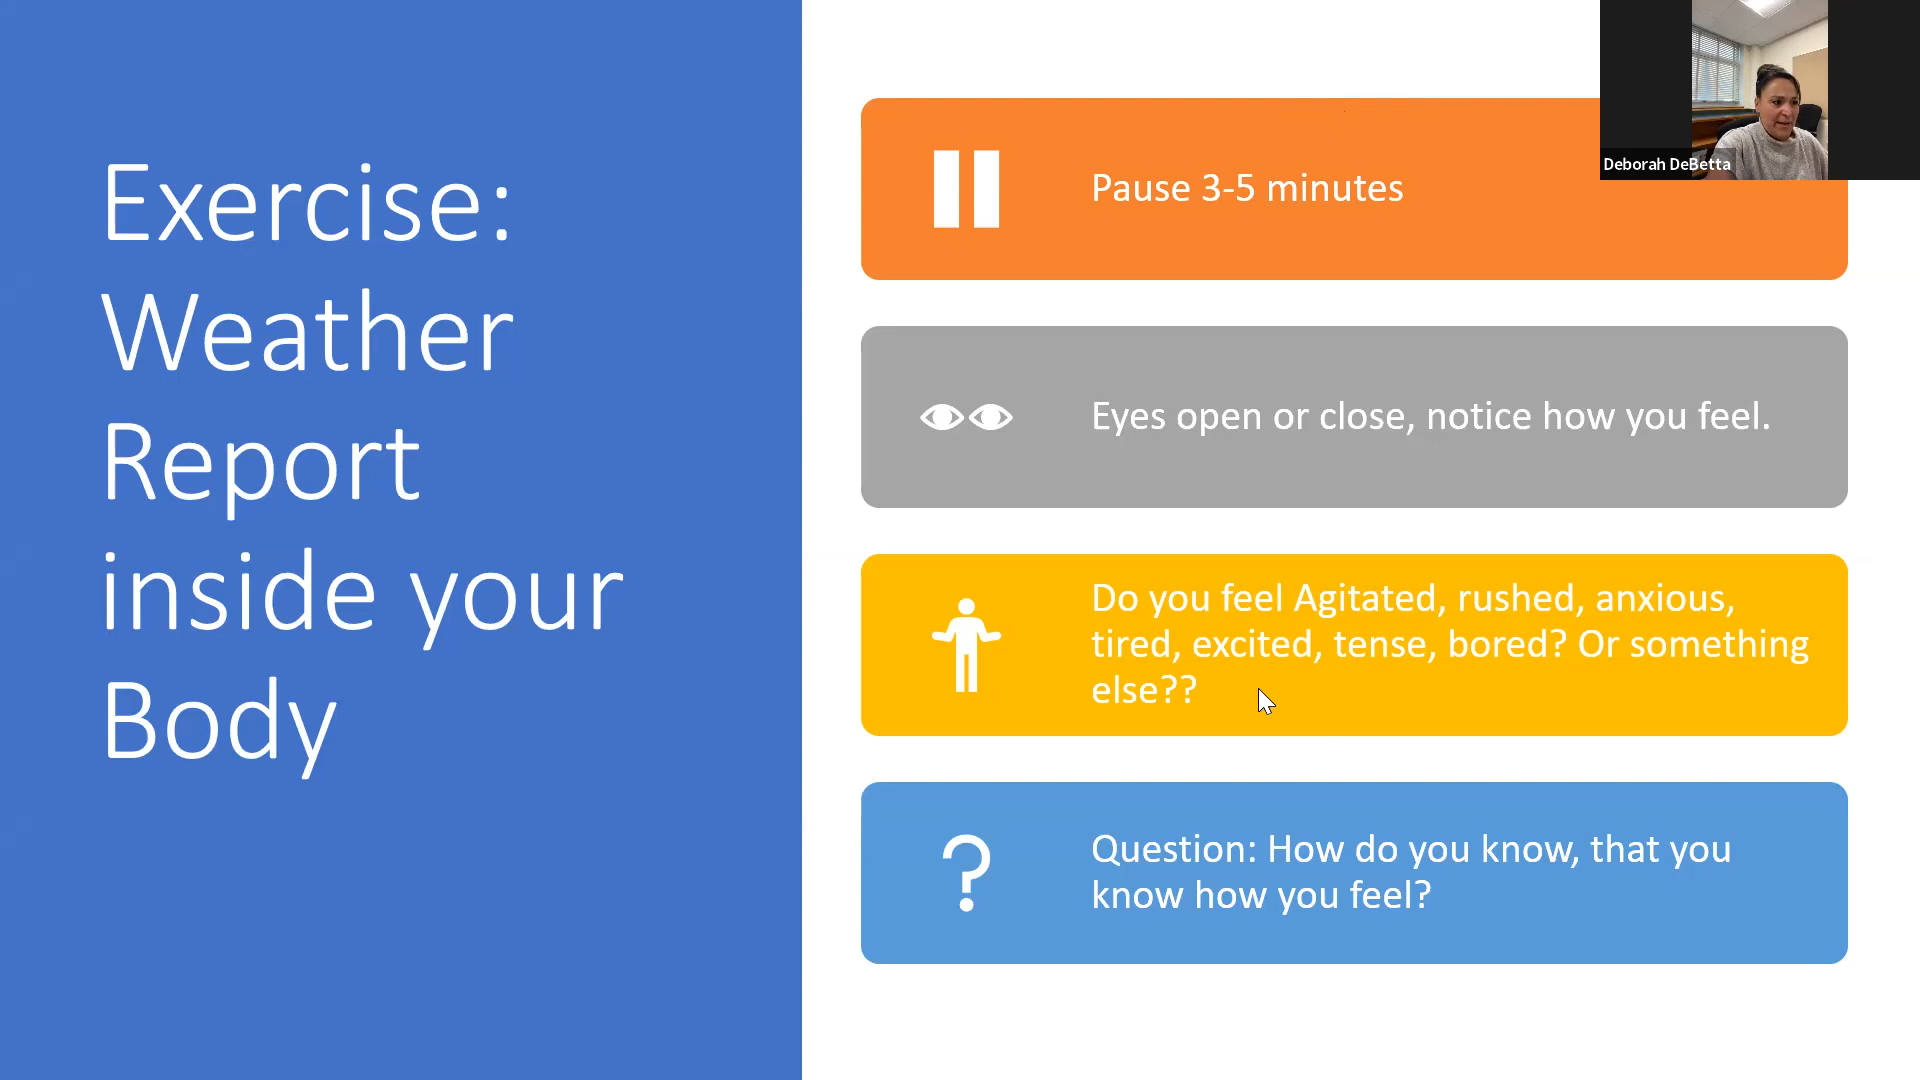 Exercise:
Weather
Report
inside your
Body
Pause 3-5 minutes
Eyes open or close, notice how you feel.
Do you feel Agitated, rushed, anxious,
tired, excited, tense, bored? Or something
else??
Question: How do you know, that you
know how you feel?
Deborah DeBetta